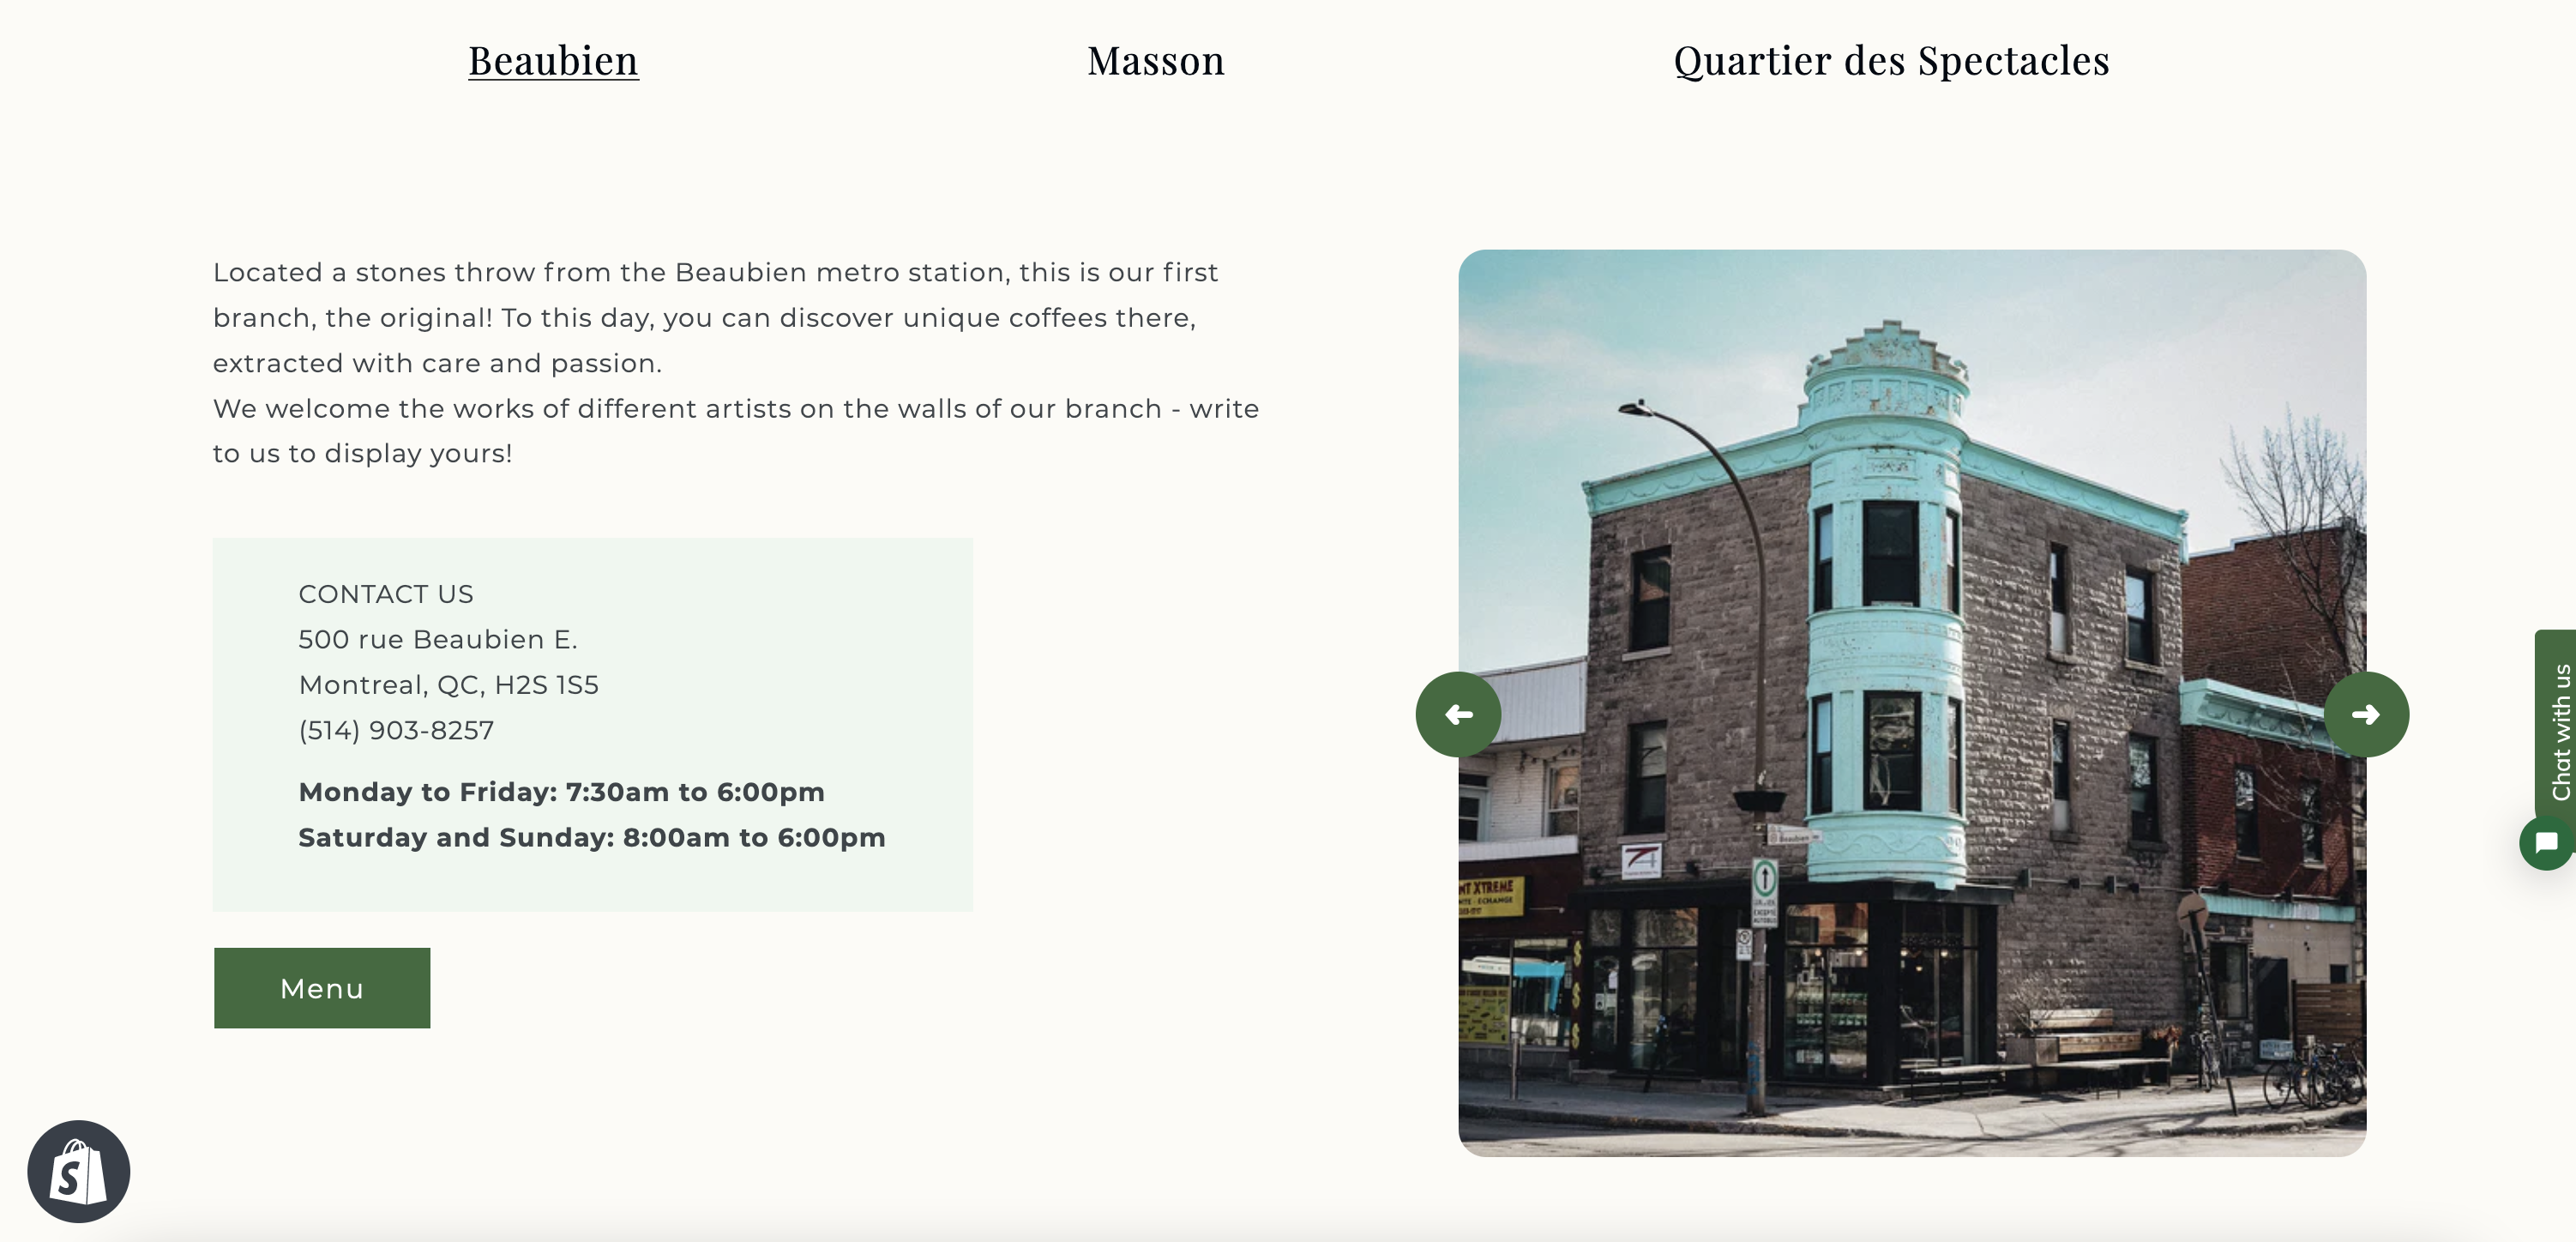 Beaubien
Masson
Quartier des Spectacles
Located a stones throw from the Beaubien metro station, this is our first
branch, the original! To this day, you can discover unique coffees there,
extracted with care and passion.
We welcome the works of different artists on the walls of our branch - write
to us to display yours!
CONTACT US
500 rue Beaubien E.
Montreal, QC, H2S 1S5
(514) 903-8257
Monday to Friday: 7:30am to 6:00pm
Saturday and Sunday: 8:00am to 6:00pm
Menu
NT XTREME
Beaubien
Chat with us
S